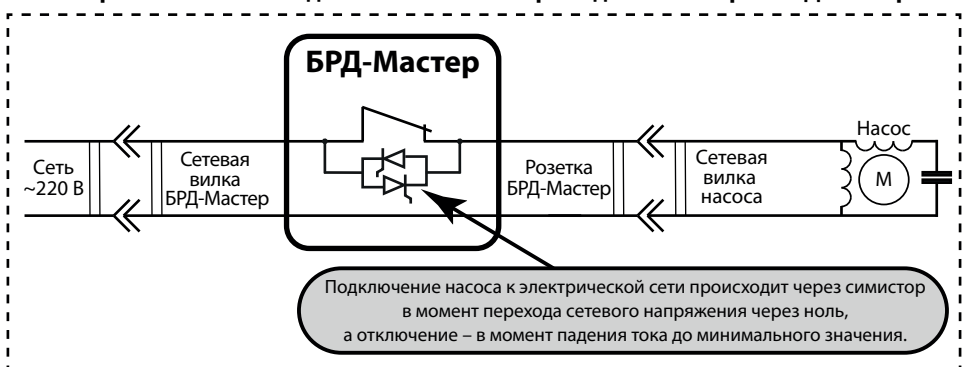 БРД-Мастер
Насос
Сеть
~220 В
Сетевая
вилка
БРД-Мастер
Розетка
БРД-Мастер
Сетевая
вилка
насоса
М
Подключение насоса к электрической сети происходит через симистор
в момент перехода сетевого напряжения через ноль,
а отключение – в момент падения тока до минимального значения.